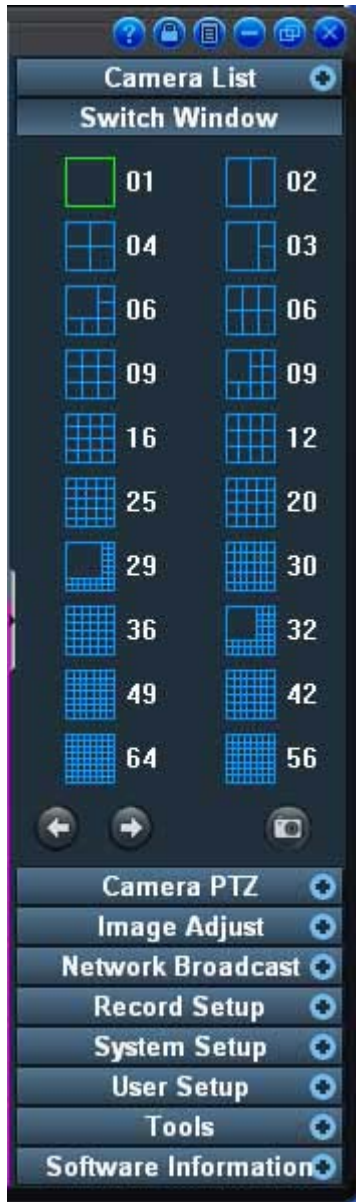 ?
Camera List
Switch Window
01 02
04 03
06 06
09 09
16 12
25 20
29 30
36 32
49 42
64 56
Camera PTZ
Image Adjust
Network Broadcast
Record Setup
System Setup
User Setup
Tools
Software Information